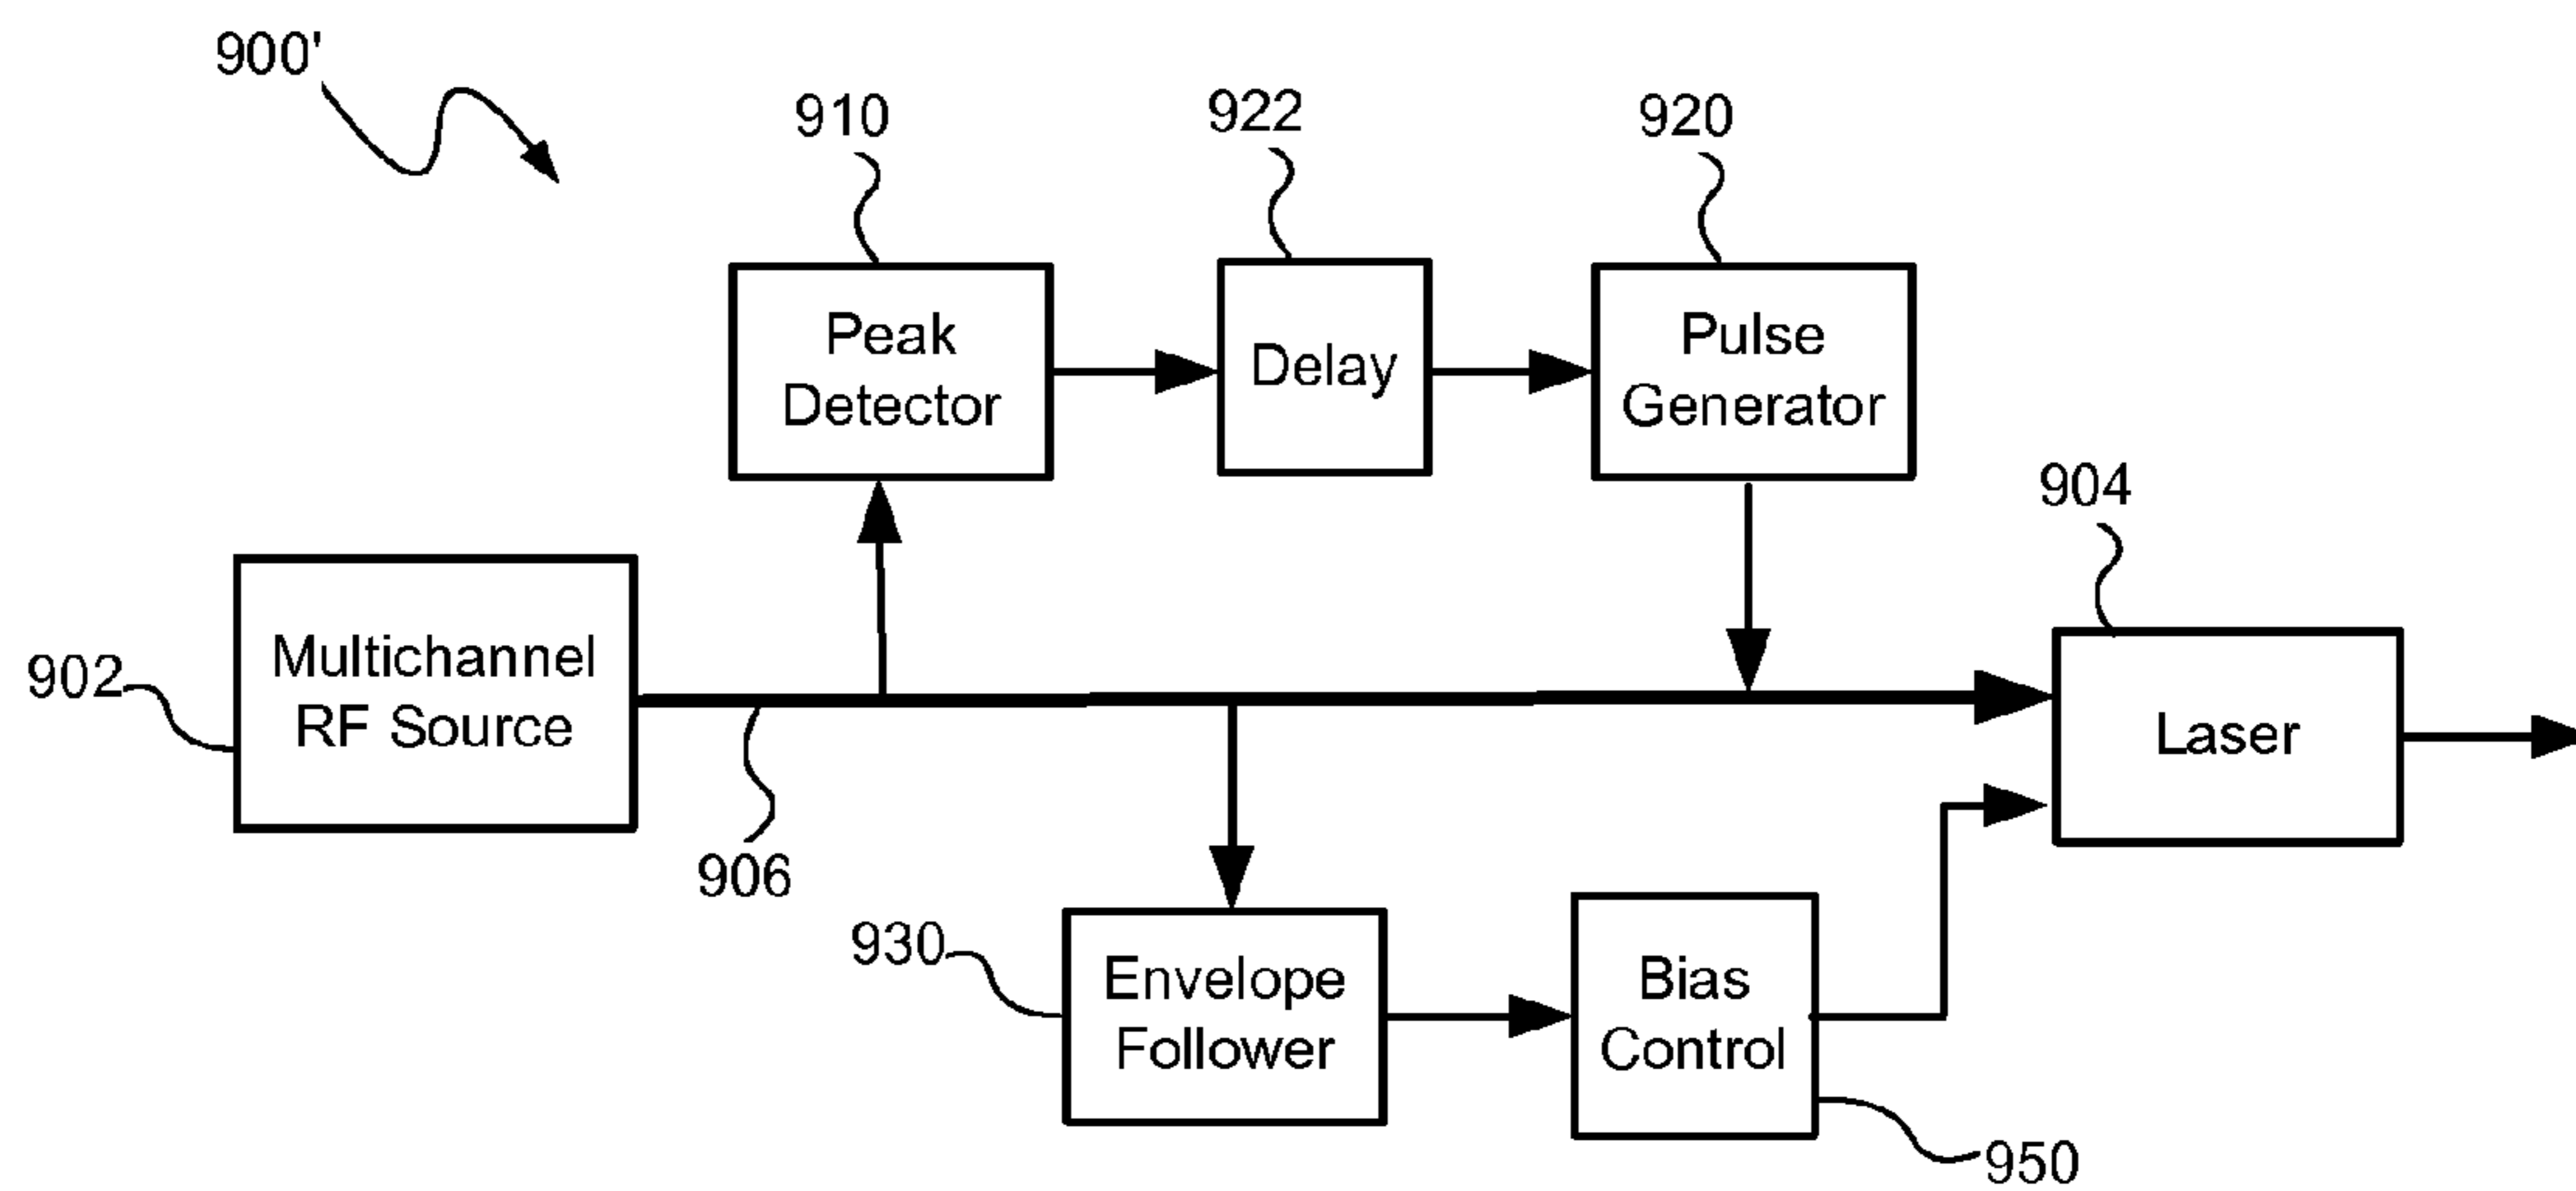 900'
910
922
920
Peak
Detector
Delay
Pulse
Generator
904
902
Multichannel
RF Source
906
Laser
930
Envelope
Follower
Bias
Control
950